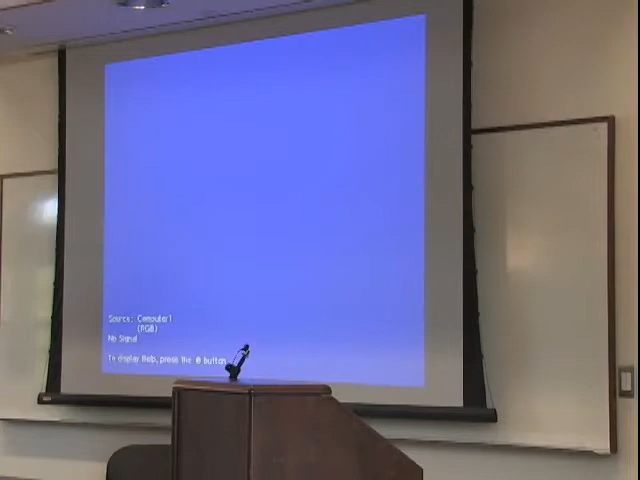 Source: Computer1
(RGB)
No Signal
To display Help, press the ⊕ button